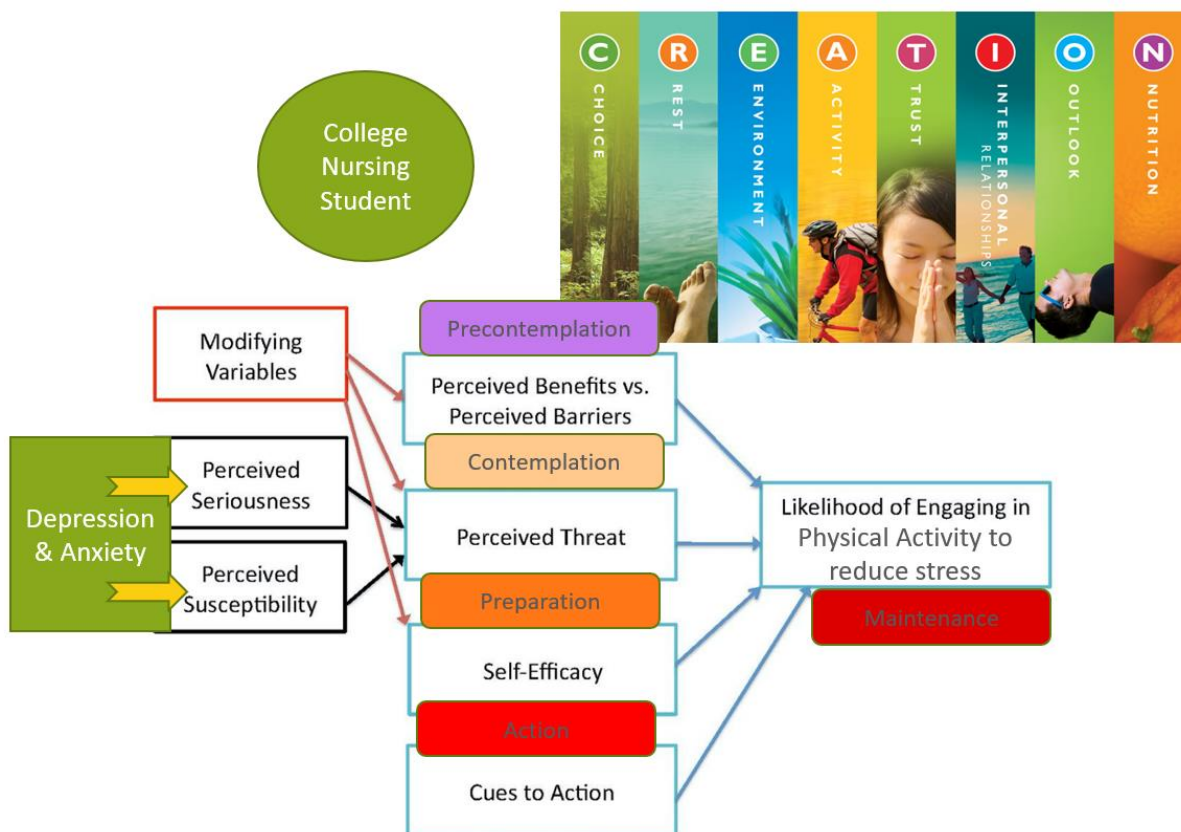 C R E A T I O N
CHOICE
REST
ENVIRONMENT
ACTIVITY
TRUST
INTERPERSONAL
RELATIONSHIPS
OUTLOOK
NUTRITION
College
Nursing
Student
Precontemplation
Modifying
Variables
Perceived Benefits vs.
Perceived Barriers
Contemplation
Depression
& Anxiety
Perceived
Seriousness
Perceived Threat
Likelihood of Engaging in
Physical Activity to
reduce stress
Perceived
Susceptibility
Preparation
Maintenance
Self-Efficacy
Action
Cues to Action